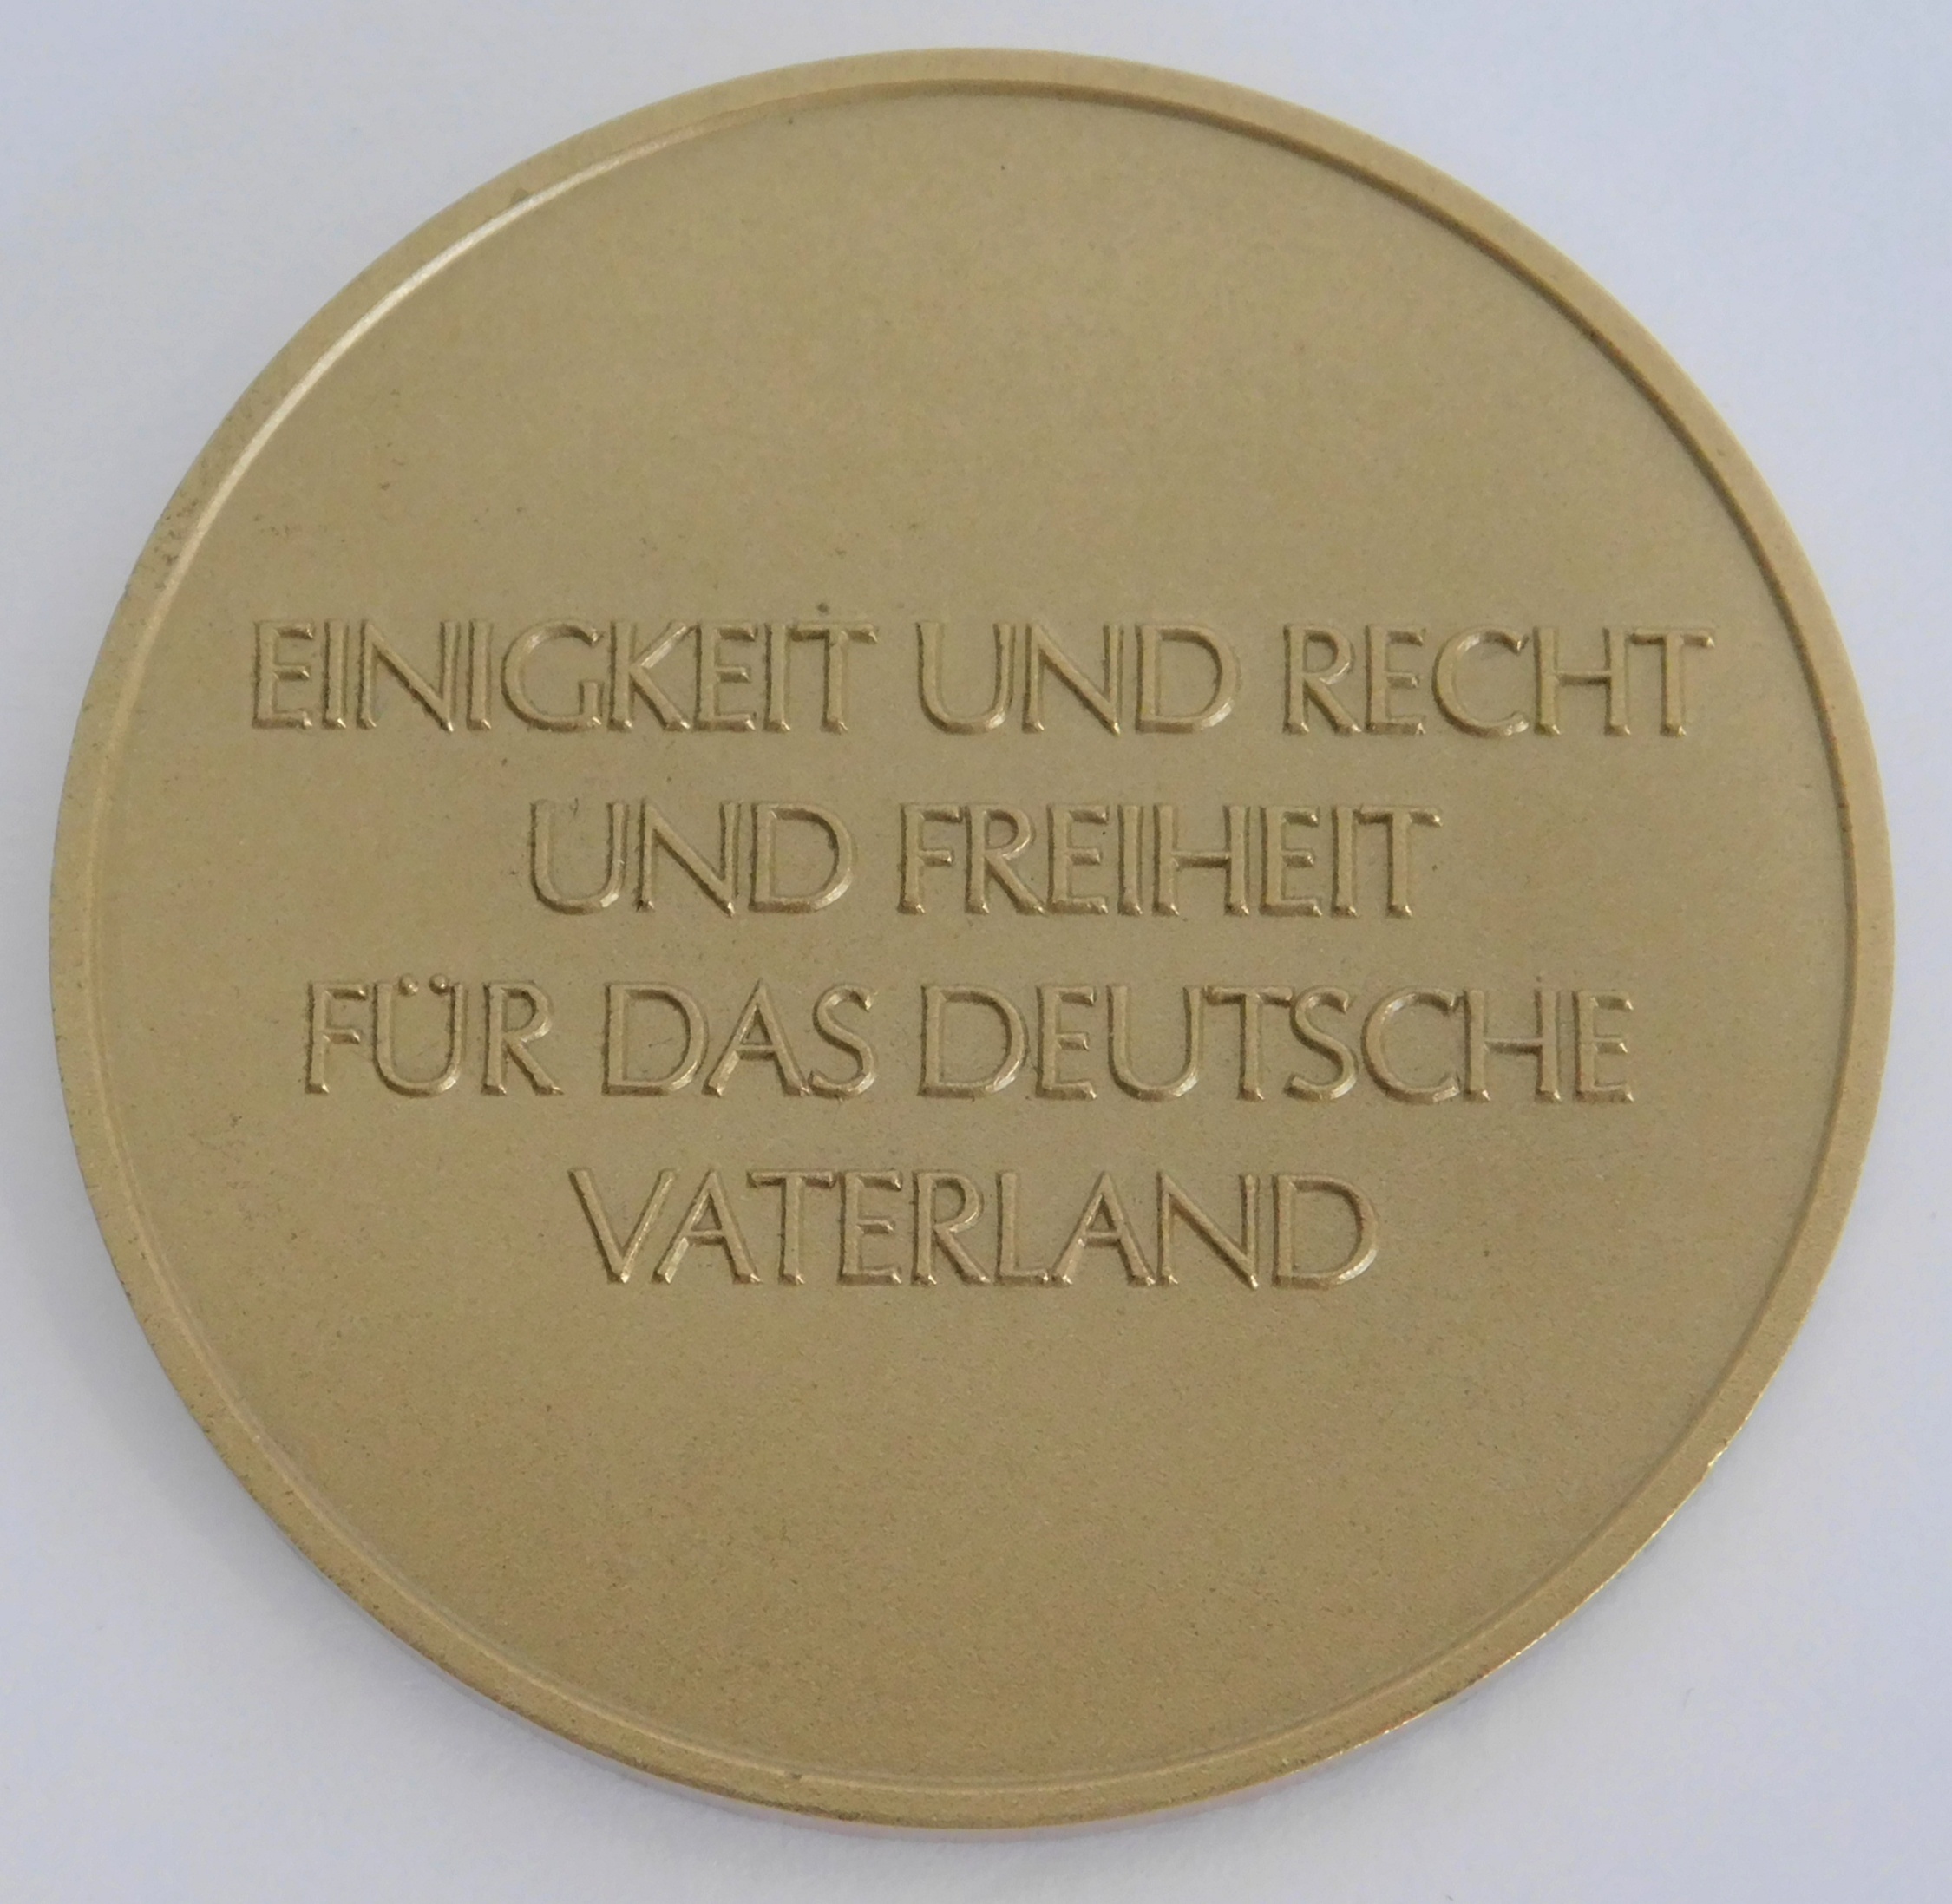 EINIGKEIT UND RECHT
UND FREIHEIT
FÜR DAS DEUTSCHE
VATERLAND